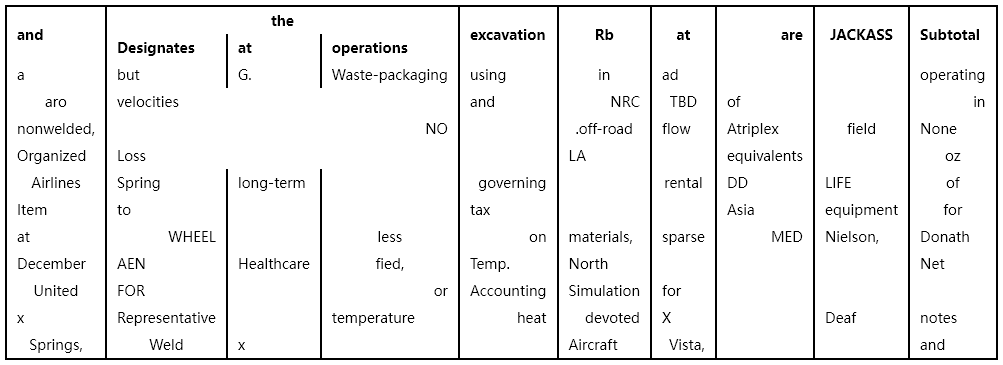 and the excavation Rb at are JACKASS Subtotal
Designates at operations
a but G. Waste-packaging using in ad operating
aro velocities and NRC TBD of in
nonwelded, NO .off-road flow Atriplex field None
Organized Loss LA equivalents oz
Airlines Spring long-term governing rental DD LIFE of
Item to tax Asia equipment for
at WHEEL less on materials, sparse MED Nielson, Donath
December AEN Healthcare fied, Temp. North Net
United FOR or Accounting Simulation for
x Representative temperature heat devoted X Deaf notes
Springs, Weld x Aircraft Vista, and